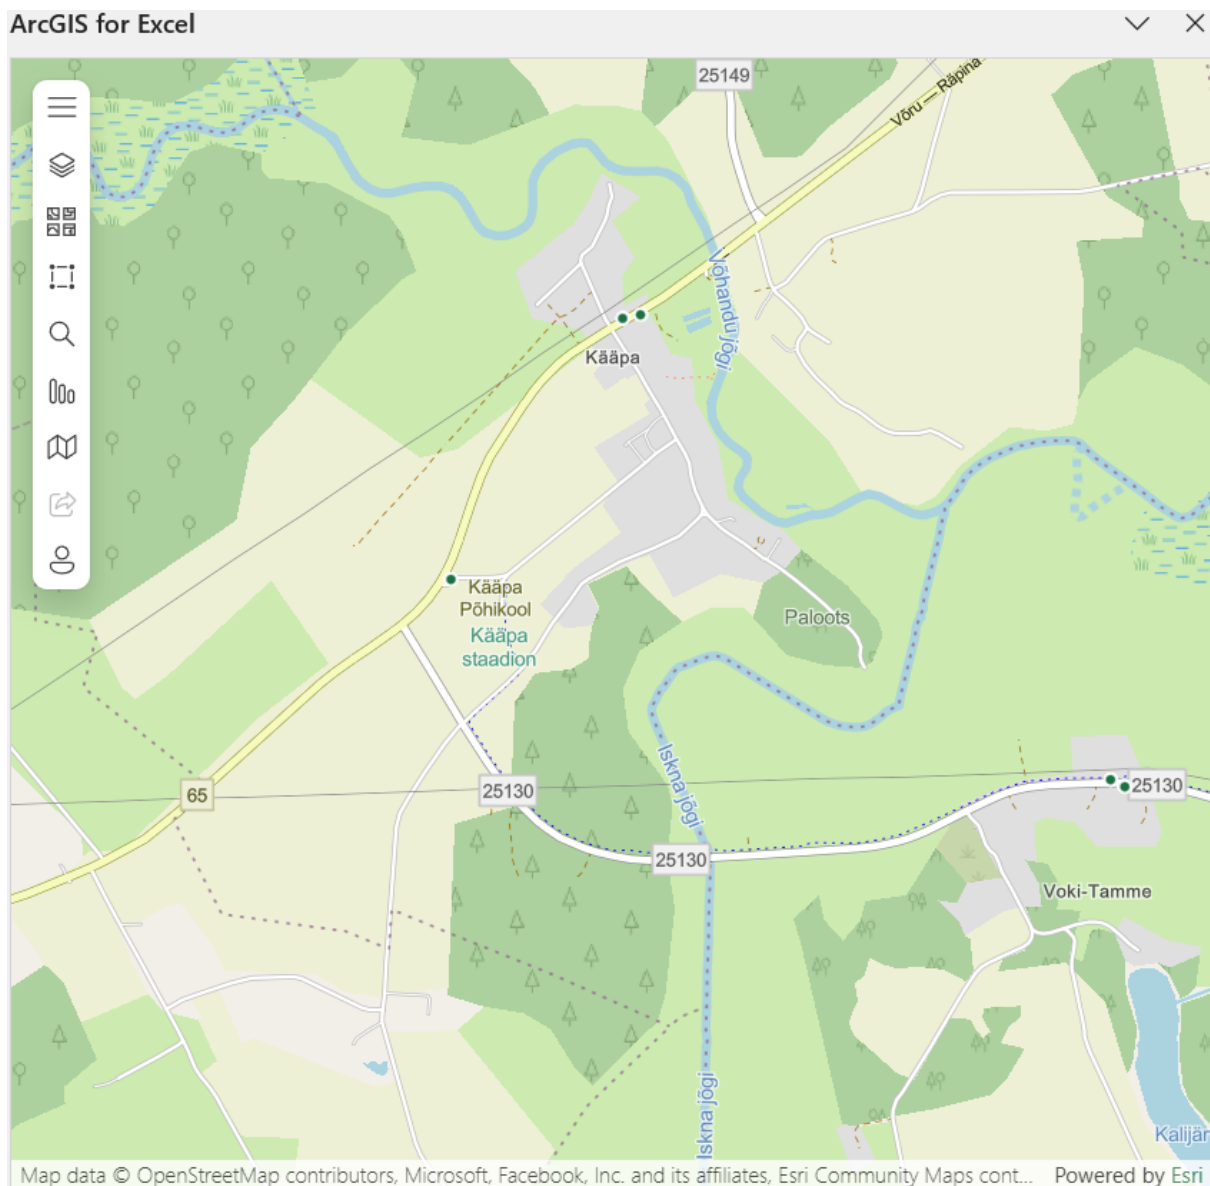 ArcGIS for Excel
25149
Võru — Räpina
Võhandu jõgi
Kääpa
Kääpa
Põhikool
Kääpa
staadion
Paloots
Iskna jõgi
65
25130
25130
25130
Voki-Tamme
Iskna jõgi
Kalijär
Map data © OpenStreetMap contributors, Microsoft, Facebook, Inc. and its affiliates, Esri Community Maps cont... Powered by Esri